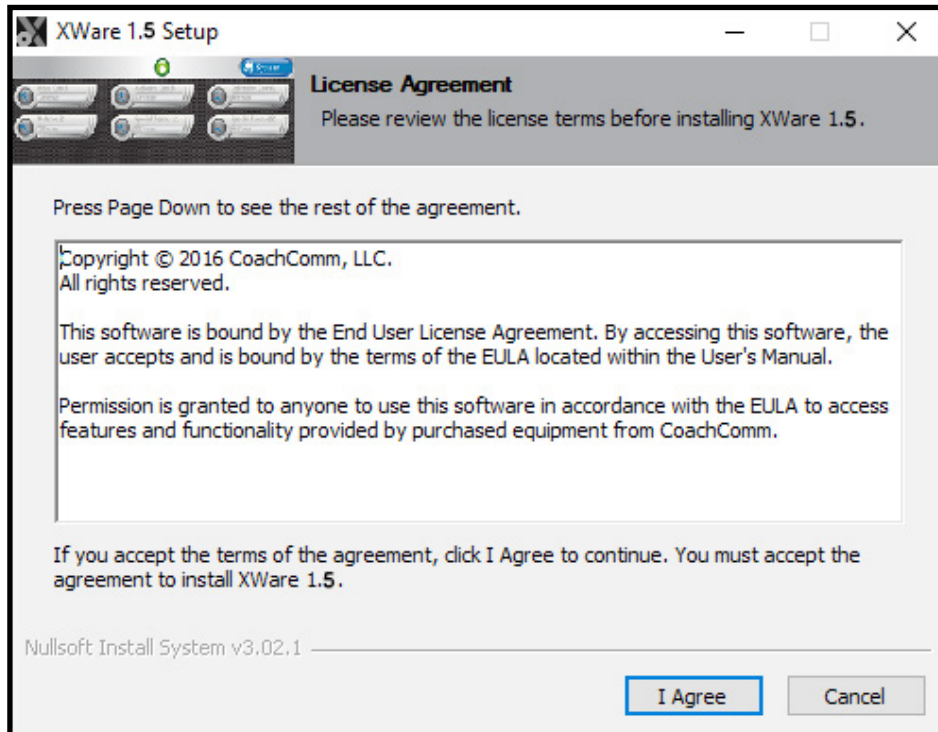 XWare 1.5 Setup
License Agreement
Please review the license terms before installing XWare 1.5.
Press Page Down to see the rest of the agreement.
Copyright © 2016 CoachComm, LLC.
All rights reserved.
This software is bound by the End User License Agreement. By accessing this software, the
user accepts and is bound by the terms of the EULA located within the User's Manual.
Permission is granted to anyone to use this software in accordance with the EULA to access
features and functionality provided by purchased equipment from CoachComm.
If you accept the terms of the agreement, click I Agree to continue. You must accept the
agreement to install XWare 1.5.
Nullsoft Install System v3.02.1
I Agree
Cancel